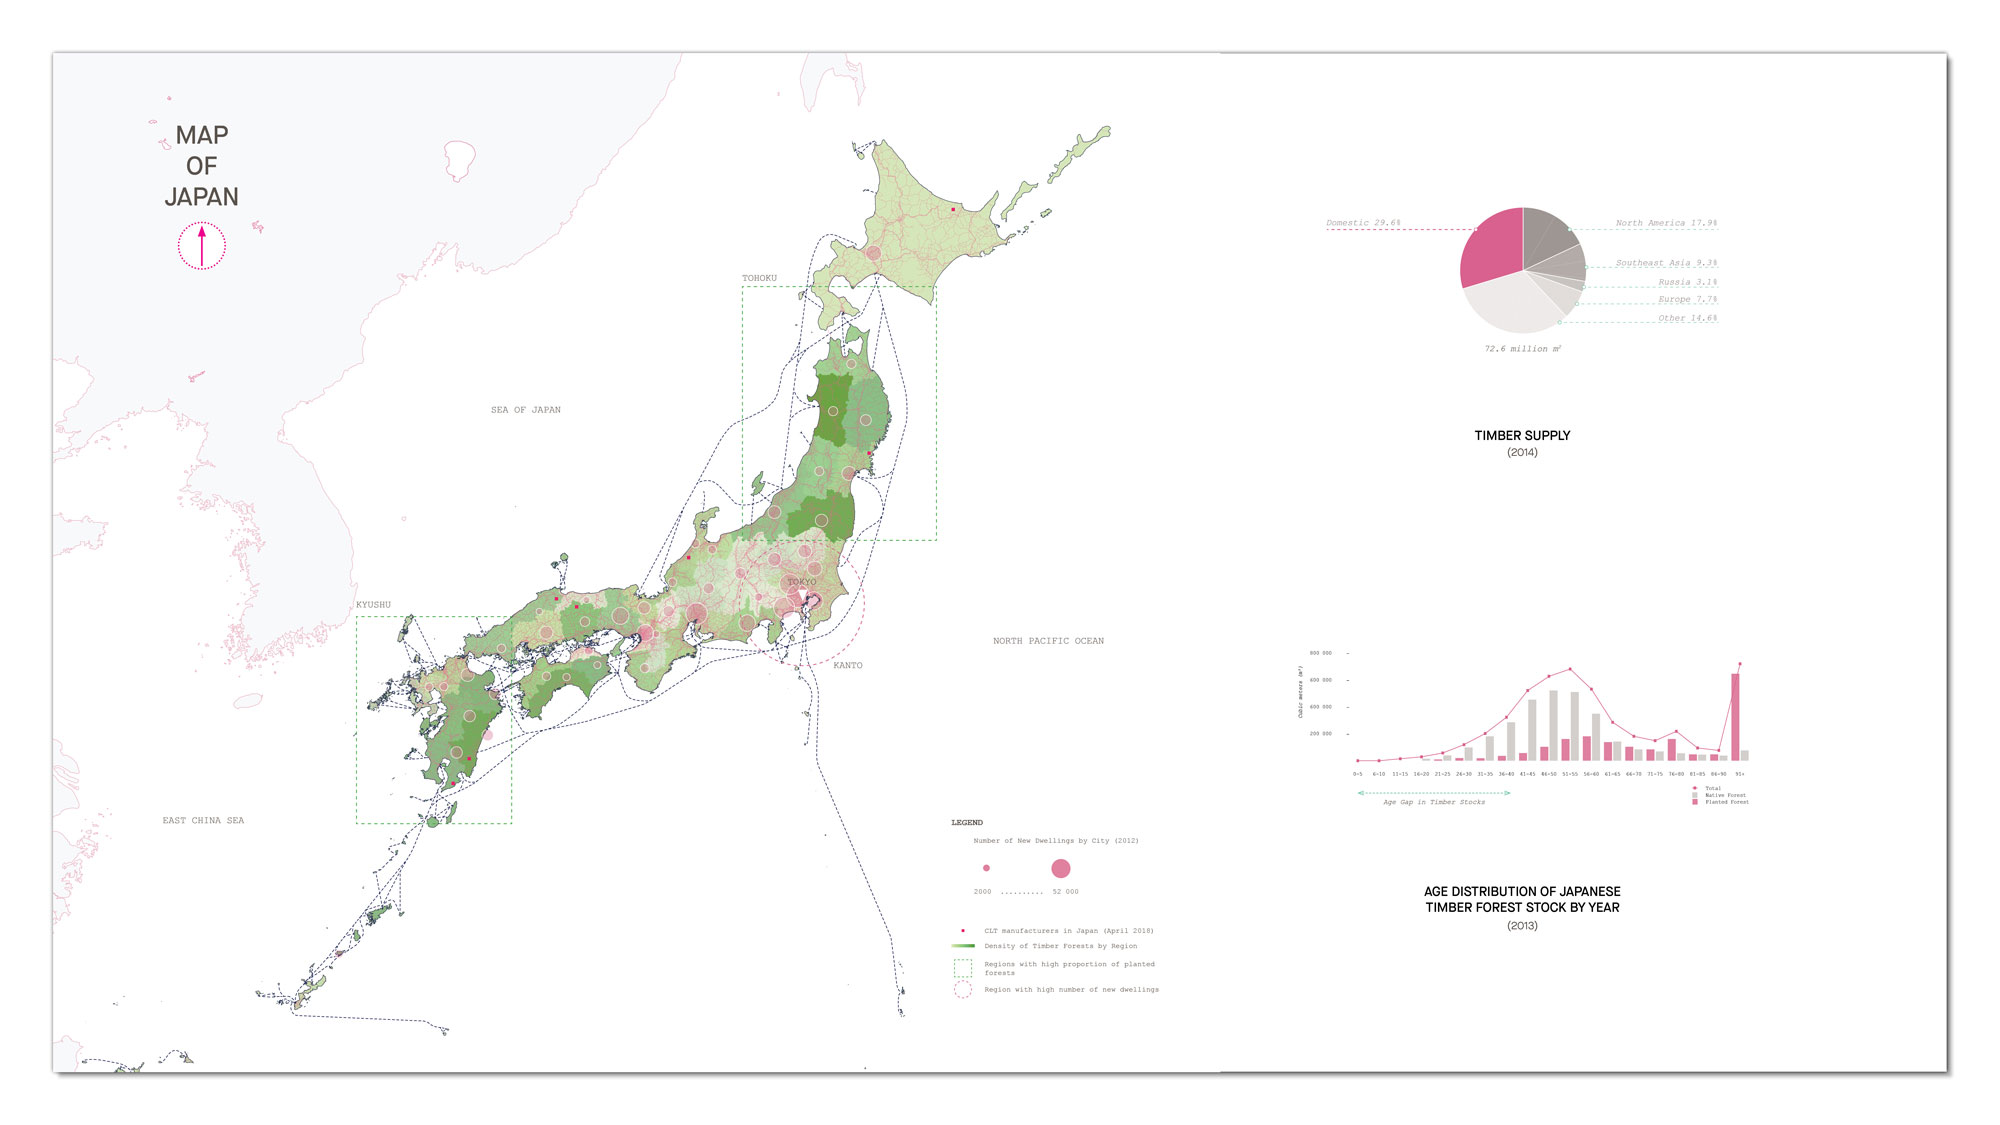 MAP
OF
JAPAN
TOHOKU
SEA OF JAPAN
KYUSHU
TOKYO
KANTO
NORTH PACIFIC OCEAN
EAST CHINA SEA
LEGEND
Number of New Dwellings by City (2012)
2000 .......... 52 000
CLT manufacturers in Japan (April 2018)
Density of Timber Forests by Region
Regions with high proportion of planted
forests
Region with high number of new dwellings
Domestic 29.6%
North America 17.9%
Southeast Asia 9.3%
Russia 3.1%
Europe 7.7%
Other 14.6%
72.6 million m³
TIMBER SUPPLY
(2014)
Cubic meters (m³)
800 000
600 000
400 000
200 000
0-5 6-10 11-15 16-20 21-25 26-30 31-35 36-40 41-45 46-50 51-55 56-60 61-65 66-70 71-75 76-80 81-85 86-90 91+
Age Gap in Timber Stocks
Total
Native Forest
Planted Forest
AGE DISTRIBUTION OF JAPANESE
TIMBER FOREST STOCK BY YEAR
(2013)